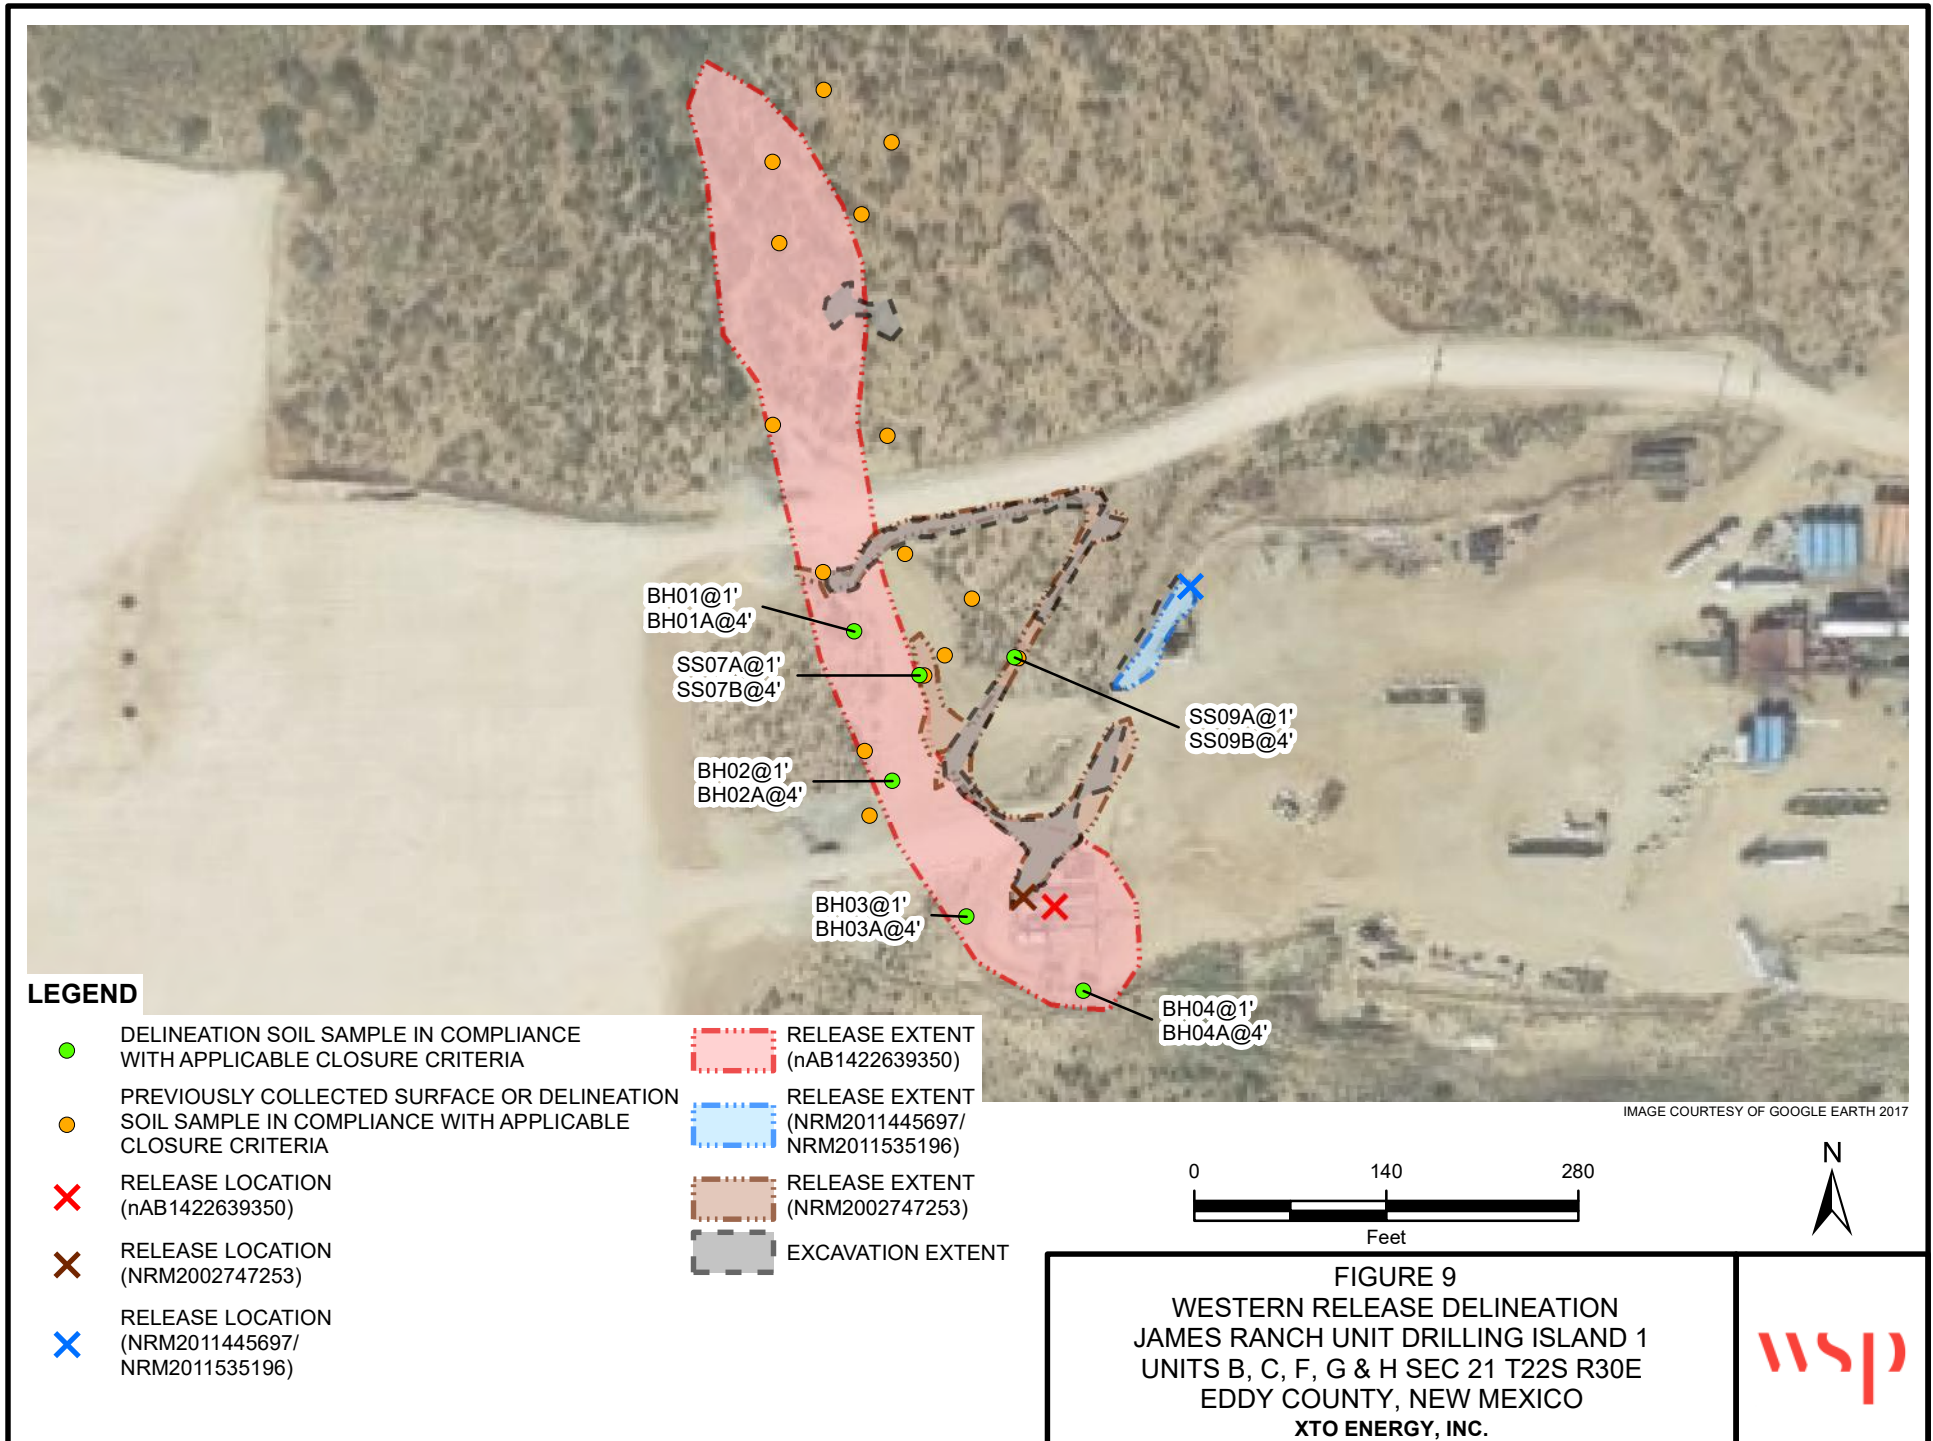 BH01@1'
BH01A@4'
SS07A@1'
SS07B@4'
SS09A@1'
SS09B@4'
BH02@1'
BH02A@4'
BH03@1'
BH03A@4'
BH04@1'
BH04A@4'
LEGEND
DELINEATION SOIL SAMPLE IN COMPLIANCE
WITH APPLICABLE CLOSURE CRITERIA
PREVIOUSLY COLLECTED SURFACE OR DELINEATION
SOIL SAMPLE IN COMPLIANCE WITH APPLICABLE
CLOSURE CRITERIA
RELEASE LOCATION
(nAB1422639350)
RELEASE LOCATION
(NRM2002747253)
RELEASE LOCATION
(NRM2011445697/
NRM2011535196)
RELEASE EXTENT
(nAB1422639350)
RELEASE EXTENT
(NRM2011445697/
NRM2011535196)
RELEASE EXTENT
(NRM2002747253)
EXCAVATION EXTENT
IMAGE COURTESY OF GOOGLE EARTH 2017
0 140 280
Feet
N
FIGURE 9
WESTERN RELEASE DELINEATION
JAMES RANCH UNIT DRILLING ISLAND 1
UNITS B, C, F, G & H SEC 21 T22S R30E
EDDY COUNTY, NEW MEXICO
XTO ENERGY, INC.
wsp